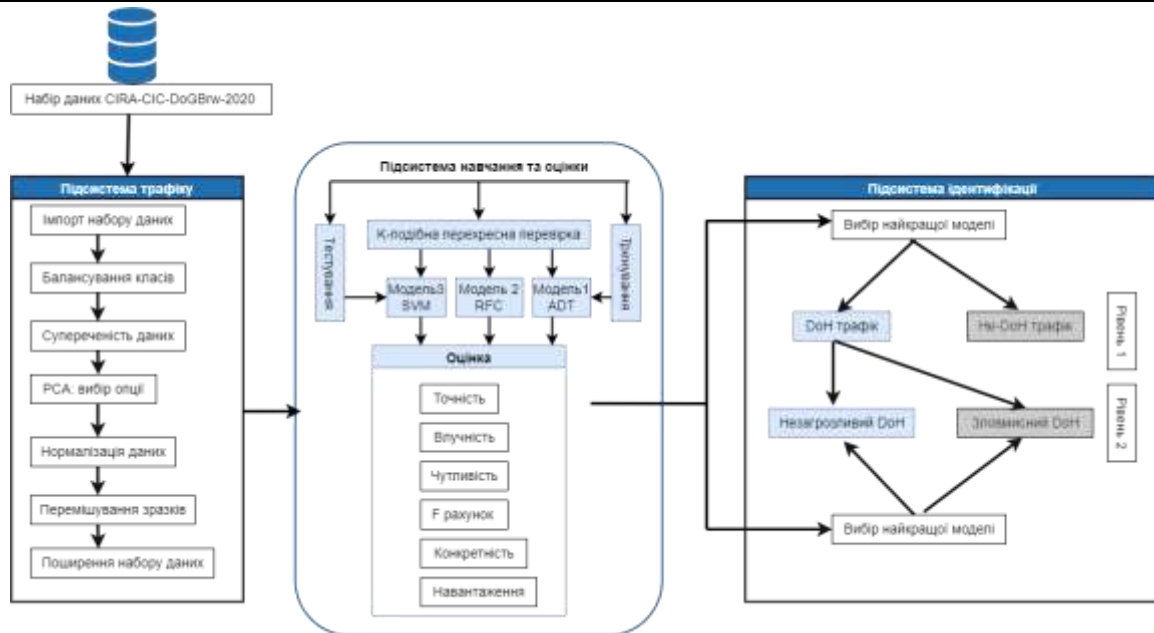 Набір даних CIRA-CIC-DoGBrw-2020
Підсистема трафіку
Імпорт набору даних
Балансування класів
Супереченість даних
PCA: вибір опції
Нормалізація даних
Перемішування зразків
Поширення набору даних
Підсистема навчання та оцінки
К-подібна перехресна перевірка
Тестування
Тренування
Модель3
SVM
Модель 2
RFC
Модель1
ADT
Оцінка
Точність
Влучність
Чутливість
F рахунок
Конкретність
Навантаження
Підсистема ідентифікації
Вибір найкращої моделі
DoH трафік
Не-DoH трафік
Рівень 1
Незагрозливий DoH
Зловмисний DoH
Рівень 2
Вибір найкращої моделі